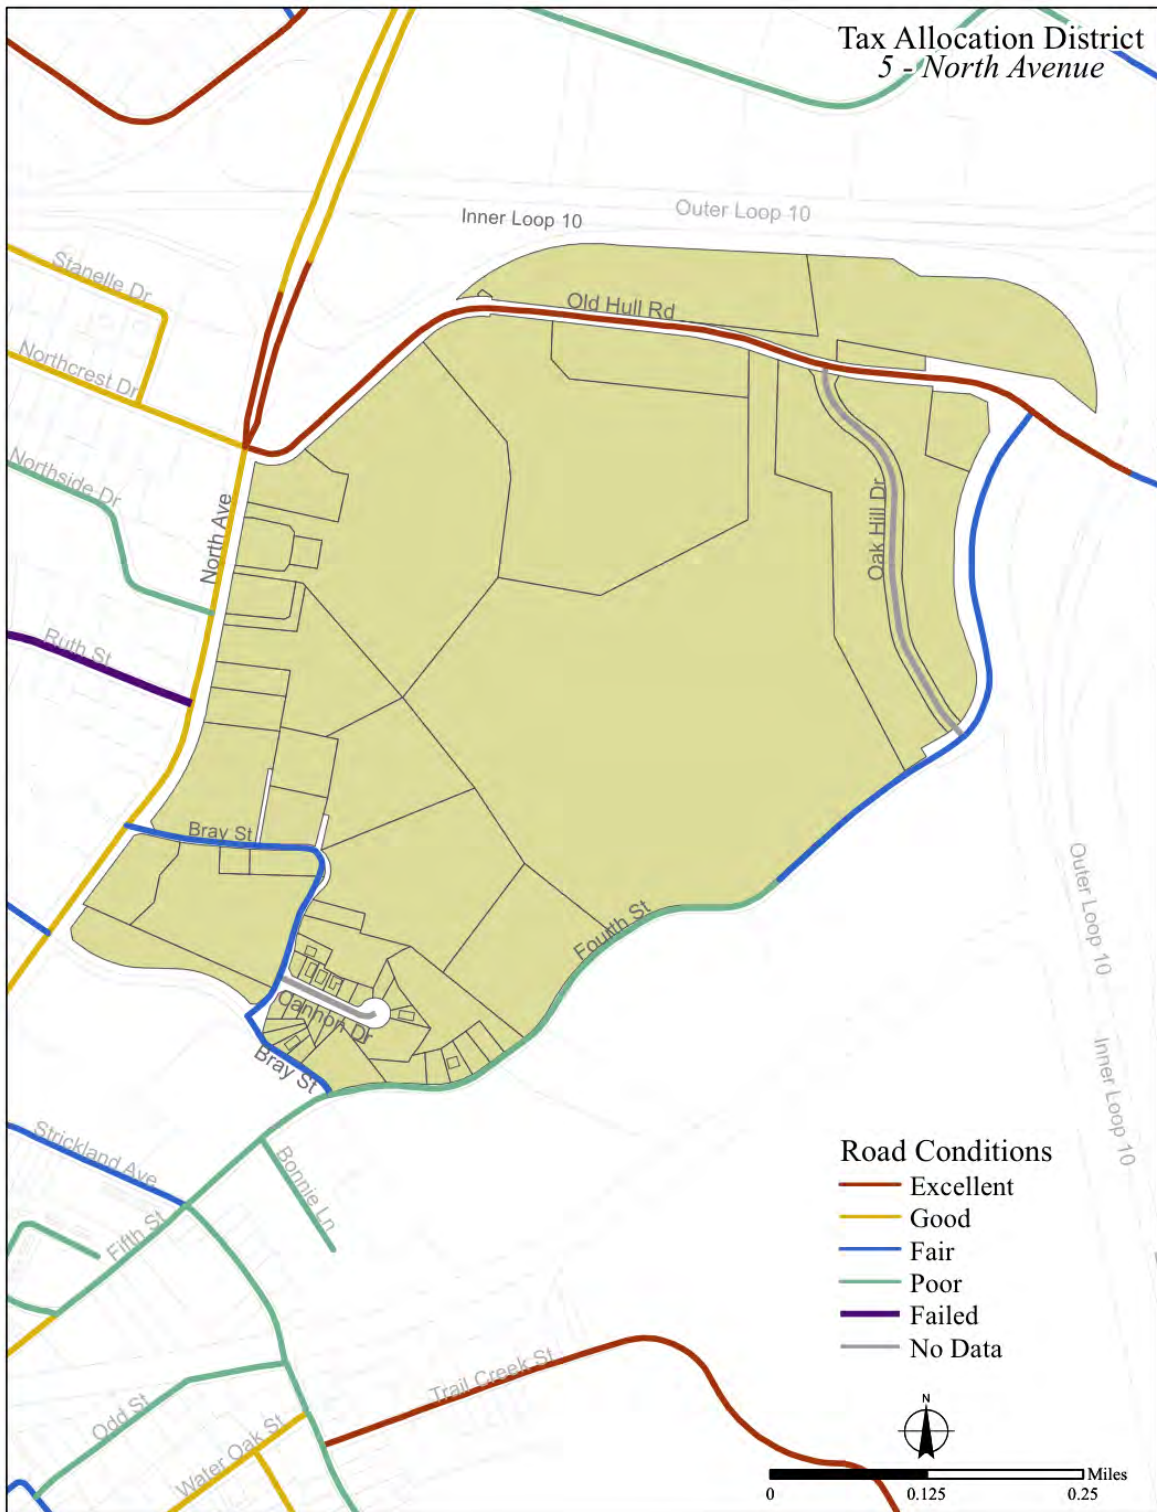 Tax Allocation District
5 - North Avenue
Inner Loop 10
Outer Loop 10
Stanelle Dr
Old Hull Rd
Northcrest Dr
Northside Dr
North Ave
Oak Hill Dr
Ruth St
Bray St
Fourth St
Outer Loop 10
Cannon Dr
Bray St
Inner Loop 10
Strickland Ave
Bonnie Ln
Fifth St
Road Conditions
Excellent
Good
Fair
Poor
Failed
No Data
Trail Creek St
Odd St
Water Oak St
N
Miles
0
0.125
0.25